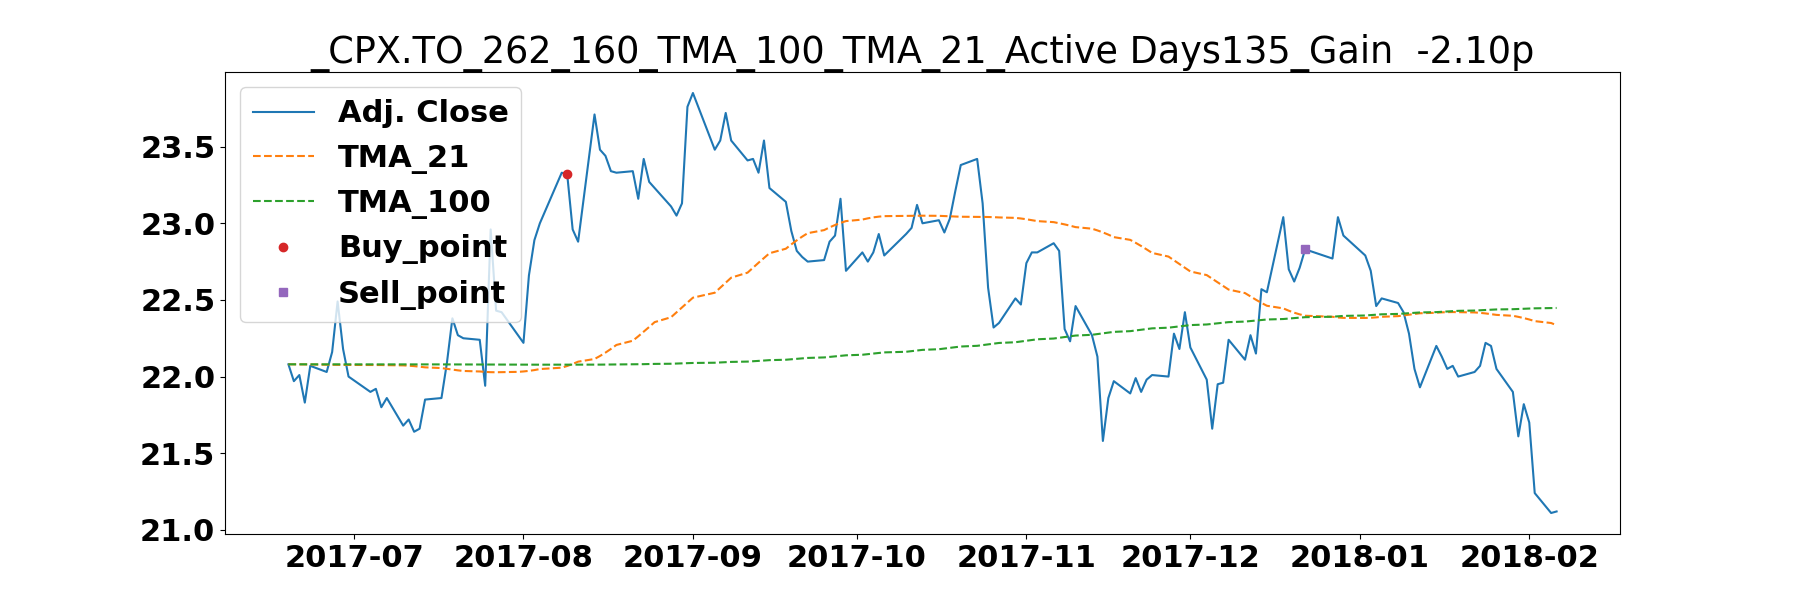 _CPX.TO_262_160_TMA_100_TMA_21_Active Days135_Gain  -2.10p
Adj. Close
TMA_21
TMA_100
Buy_point
Sell_point
23.5
23.0
22.5
22.0
21.5
21.0
2017-07 2017-08 2017-09 2017-10 2017-11 2017-12 2018-01 2018-02